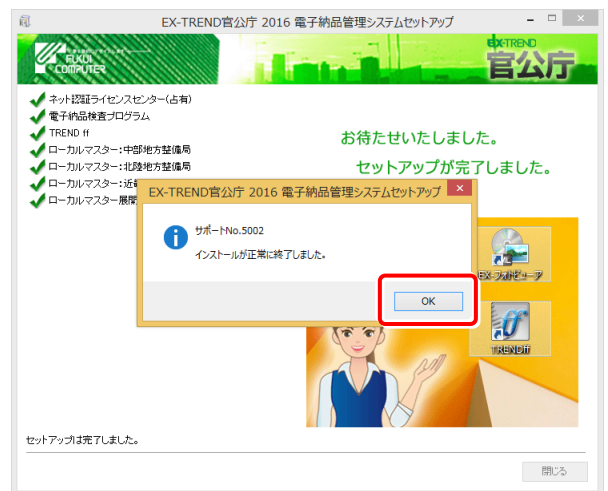 EX-TREND官公庁 2016 電子納品管理システムセットアップ
FUKUI
COMPUTER
EX-TREND
官公庁
ネット認証ライセンスセンター(占有)
電子納品検査プログラム
TREND ff
ローカルマスター:中部地方整備局
ローカルマスター:北陸地方整備局
ローカルマスター:近
ローカルマスター展開
お待たせいたしました。
セットアップが完了しました。
EX-TREND官公庁 2016 電子納品管理システムセットアップ
サポートNo.5002
インストールが正常に終了しました。
OK
EX-フォトビューア
TRENDff
セットアップは完了しました。
閉じる